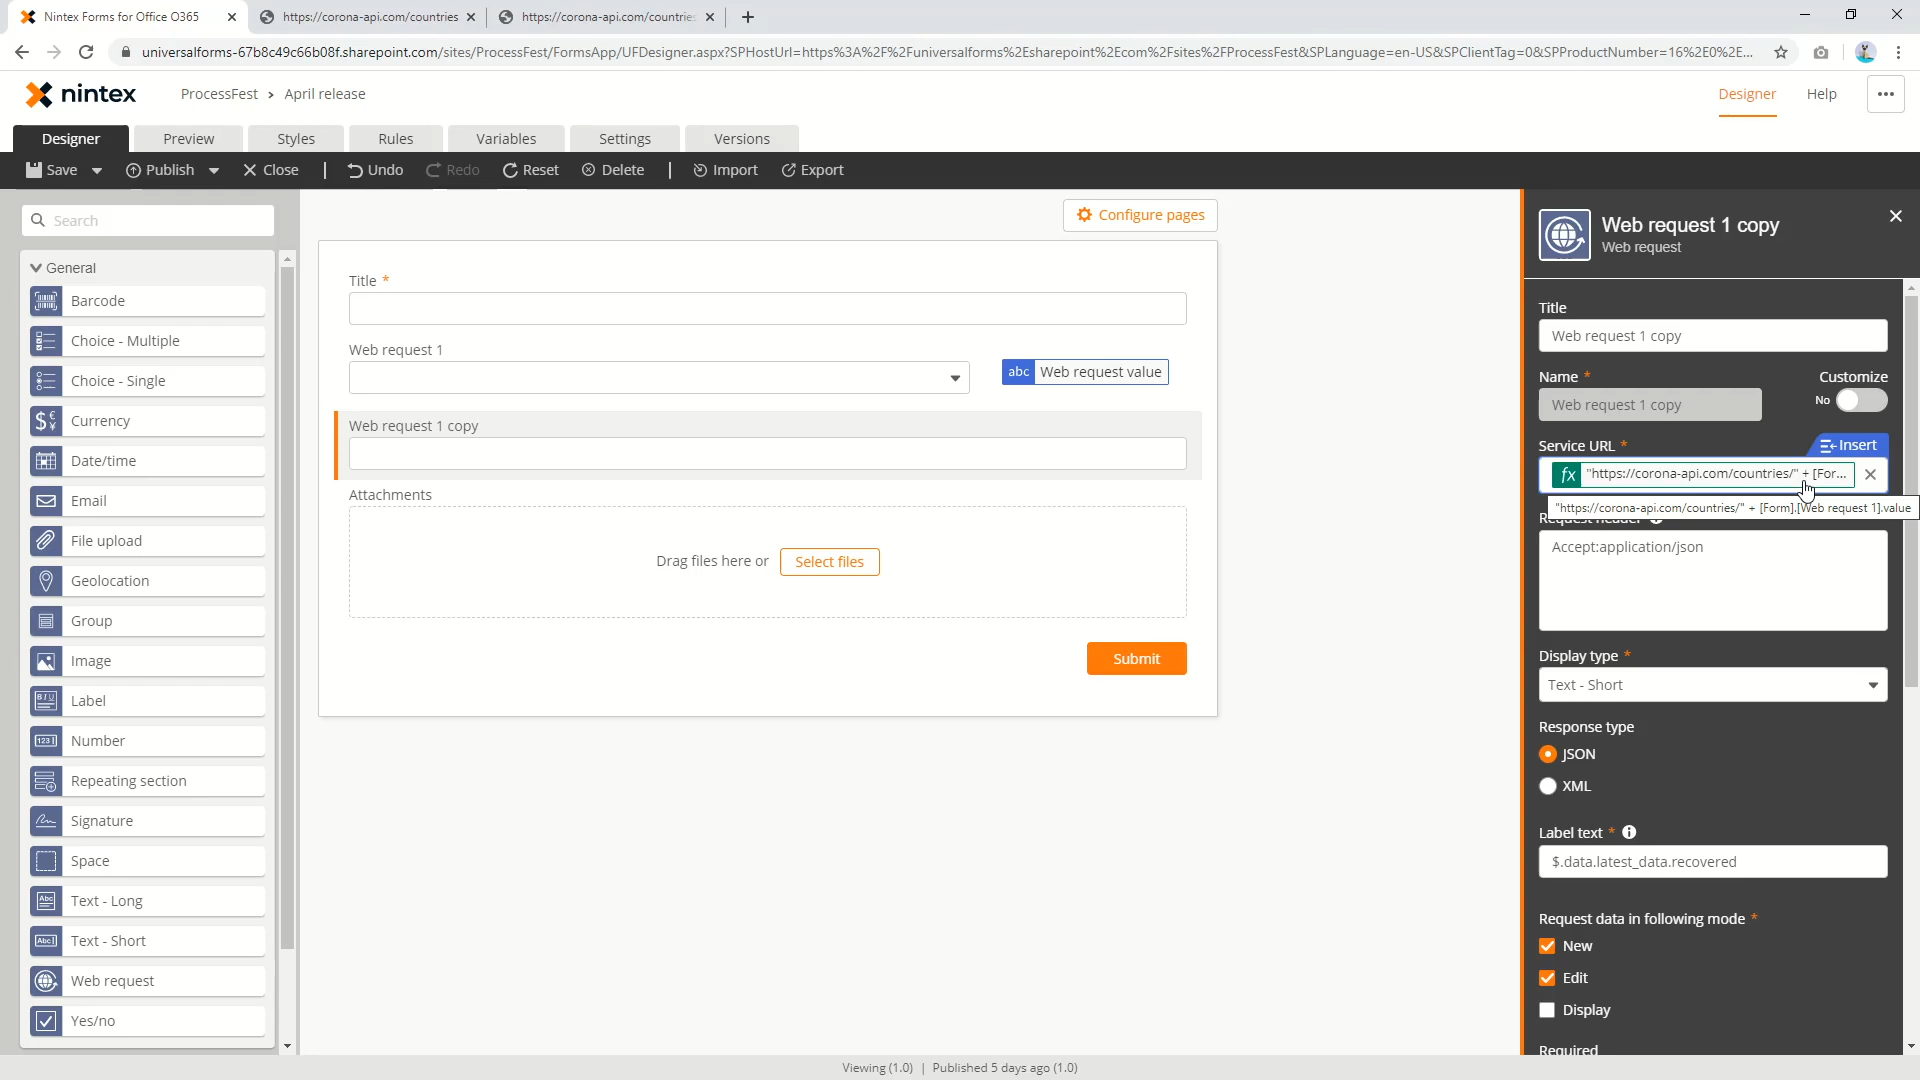 Nintex Forms for Office O365
https://corona-api.com/countries
https://corona-api.com/countries
universalforms-67b8c49c66b08f.sharepoint.com/sites/ProcessFest/FormsApp/UFDesigner.aspx?SPHostUrl=https%3A%2F%2Funiversalforms%2Esharepoint%2Ecom%2Fsites%2FProcessFest&SPLanguage=en-US&SPClientTag=0&SPProductNumber=16%2E0%2E...
nintex
ProcessFest > April release
Designer
Help
Designer
Preview
Styles
Rules
Variables
Settings
Versions
Save
Publish
Close
Undo
Redo
Reset
Delete
Import
Export
Search
General
Barcode
Choice - Multiple
Choice - Single
Currency
Date/time
Email
File upload
Geolocation
Group
Image
Label
Number
Repeating section
Signature
Space
Text - Long
Text - Short
Web request
Yes/no
Configure pages
Title *
Web request 1
abc Web request value
Web request 1 copy
Attachments
Drag files here or Select files
Submit
Web request 1 copy
Web request
Title
Web request 1 copy
Name * Customize
Web request 1 copy No
Service URL * Insert
fx "https://corona-api.com/countries/" + [For...
"https://corona-api.com/countries/" + [Form].[Web request 1].value
Request header
Accept:application/json
Display type *
Text - Short
Response type
JSON
XML
Label text *
$.data.latest_data.recovered
Request data in following mode *
New
Edit
Display
Required
Viewing (1.0) | Published 5 days ago (1.0)